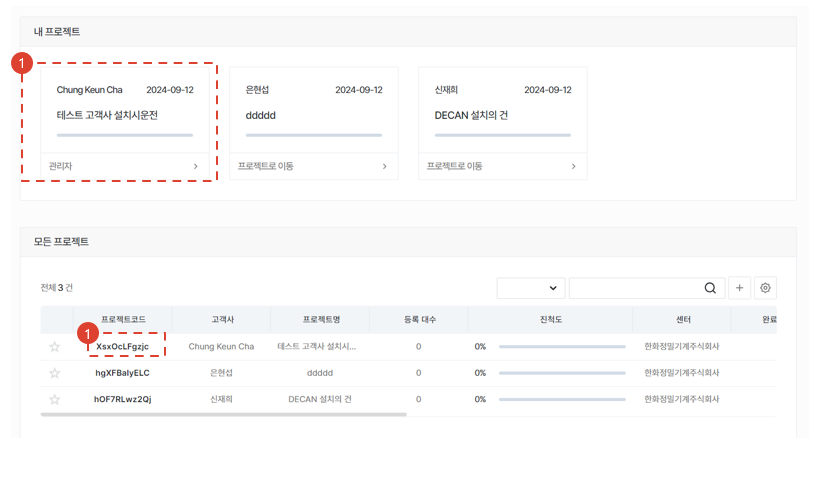 내 프로젝트
1
Chung Keun Cha 2024-09-12
테스트 고객사 설치시운전
관리자
은현섭 2024-09-12
ddddd
프로젝트로 이동
신재희 2024-09-12
DECAN 설치의 건
프로젝트로 이동
모든 프로젝트
전체 3 건
프로젝트코드 고객사 프로젝트명 등록 대수 진척도 센터 완료
1
XsxOcLFgzjc Chung Keun Cha 테스트 고객사 설치시... 0 0% 한화정밀기계주식회사
hgXFBalyELC 은현섭 ddddd 0 0% 한화정밀기계주식회사
hOF7RLwz2Qj 신재희 DECAN 설치의 건 0 0% 한화정밀기계주식회사